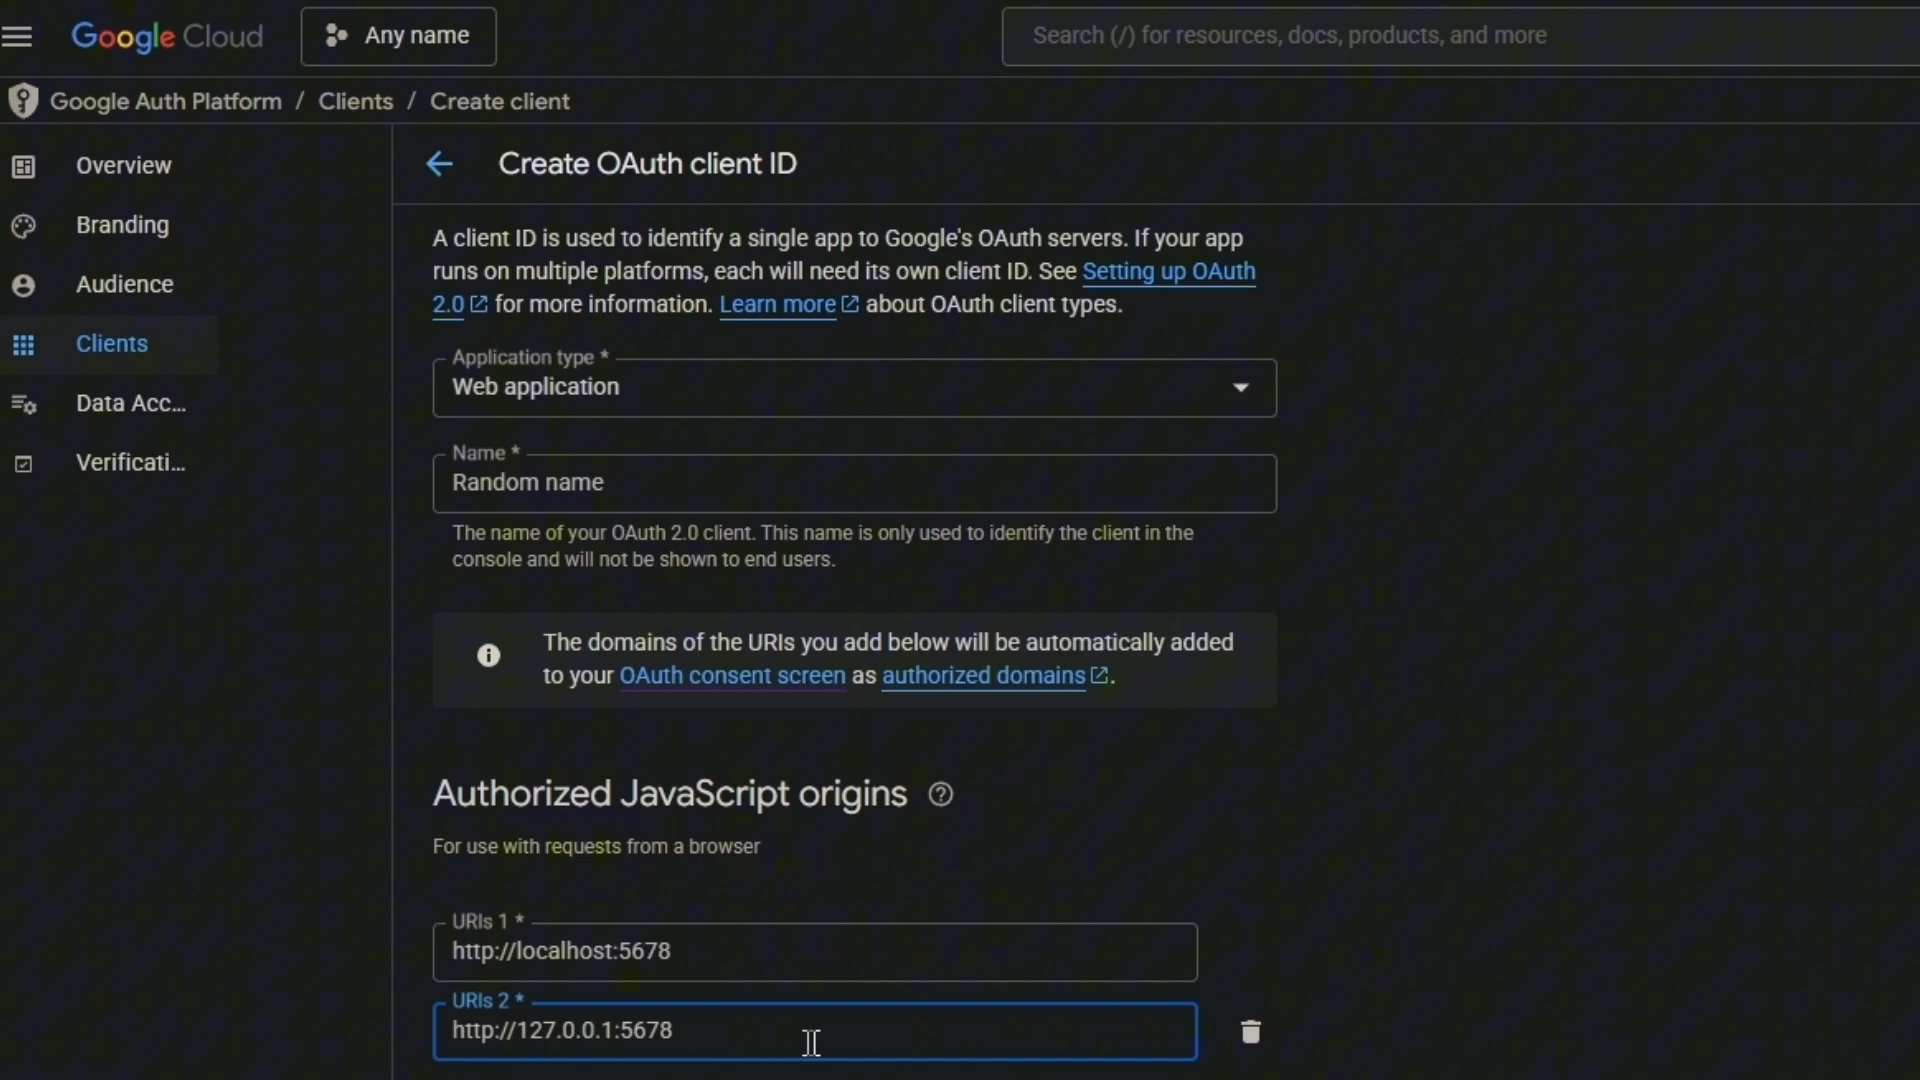 Google Cloud
Any name
Search (/) for resources, docs, products, and more
Google Auth Platform / Clients / Create client
Overview
Branding
Audience
Clients
Data Acc...
Verificati...
Create OAuth client ID
A client ID is used to identify a single app to Google's OAuth servers. If your app
runs on multiple platforms, each will need its own client ID. See Setting up OAuth
2.0 for more information. Learn more about OAuth client types.
Application type *
Web application
Name *
Random name
The name of your OAuth 2.0 client. This name is only used to identify the client in the
console and will not be shown to end users.
The domains of the URIs you add below will be automatically added
to your OAuth consent screen as authorized domains.
Authorized JavaScript origins
For use with requests from a browser
URIs 1 *
http://localhost:5678
URIs 2 *
http://127.0.0.1:5678